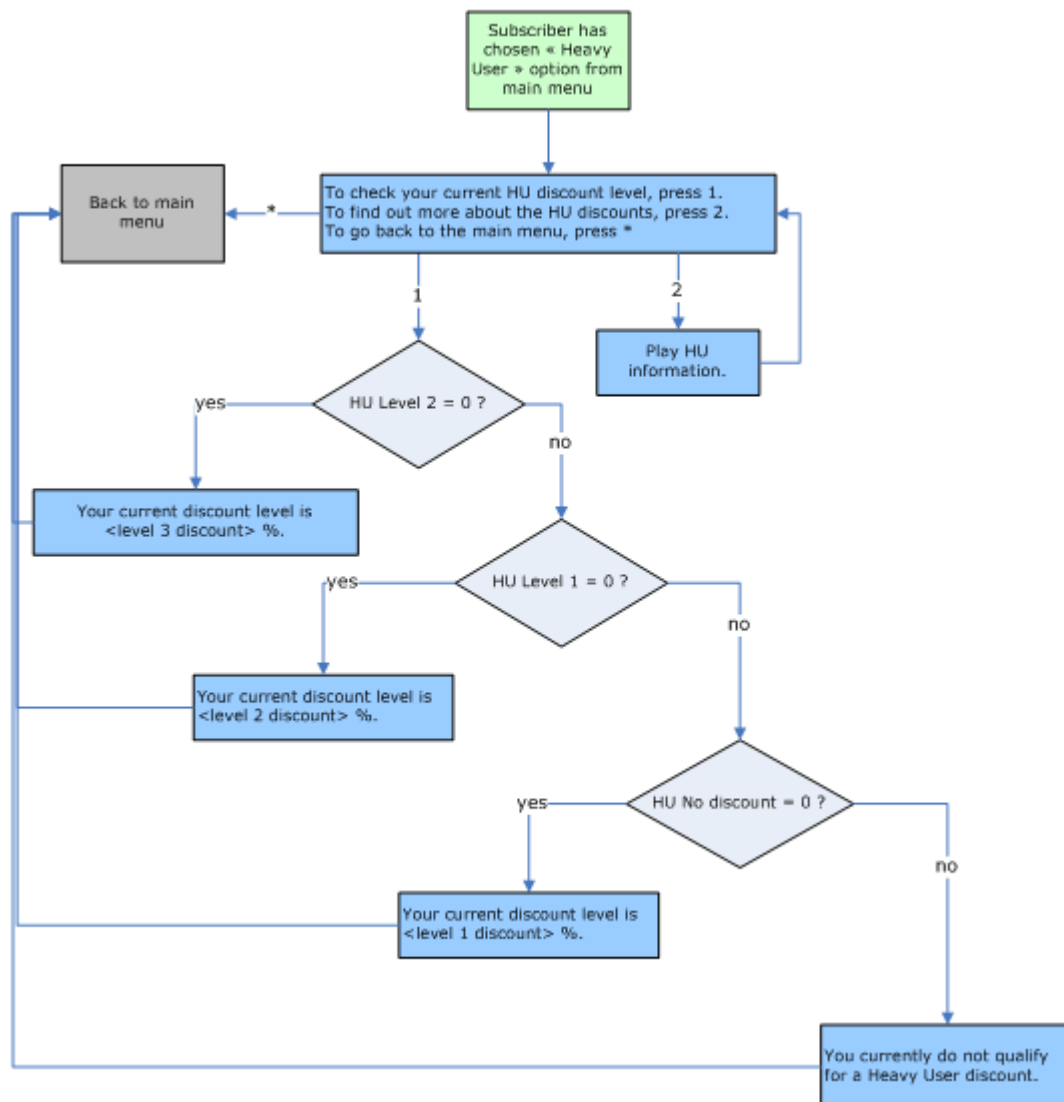 Subscriber has
chosen « Heavy
User » option from
main menu
Back to main
menu
*
To check your current HU discount level, press 1.
To find out more about the HU discounts, press 2.
To go back to the main menu, press *
1
2
Play HU
information.
HU Level 2 = 0 ?
yes
no
Your current discount level is
<level 3 discount> %.
HU Level 1 = 0 ?
yes
no
Your current discount level is
<level 2 discount> %.
HU No discount = 0 ?
yes
no
Your current discount level is
<level 1 discount> %.
You currently do not qualify
for a Heavy User discount.